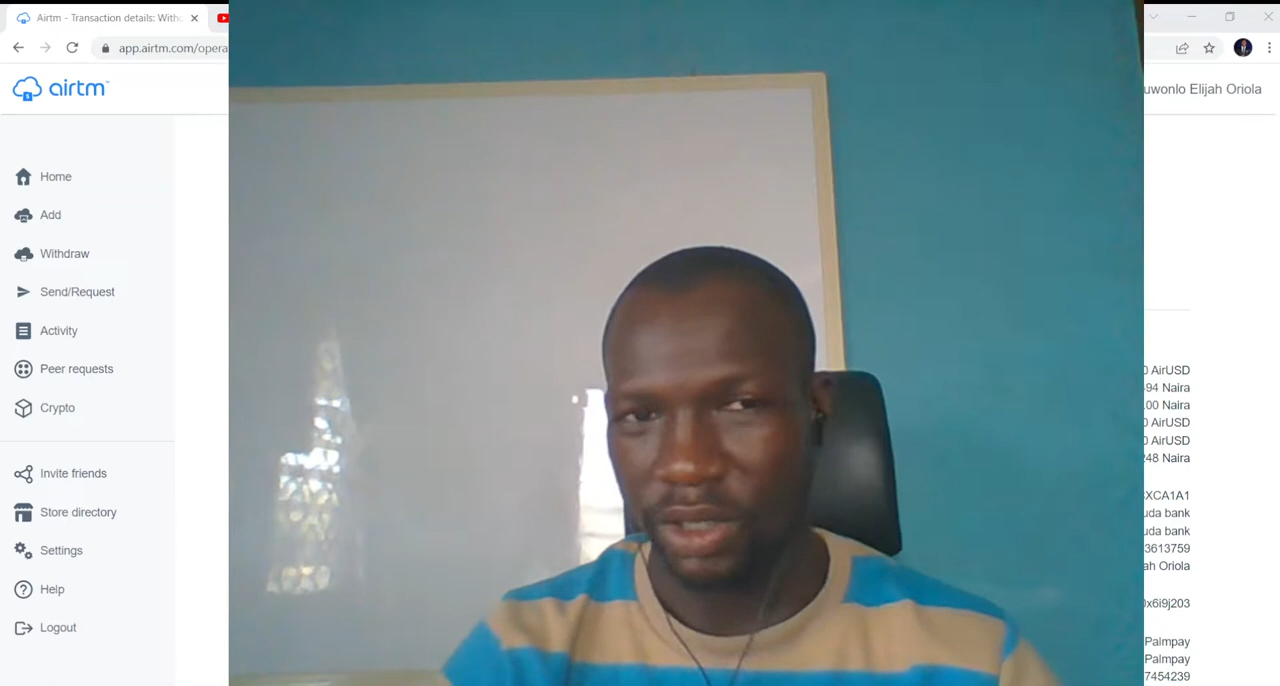 Airtm - Transaction details: With
app.airtm.com/opera
airtm
uwonlo Elijah Oriola
Home
Add
Withdraw
Send/Request
Activity
Peer requests
Crypto
Invite friends
Store directory
Settings
Help
Logout
0 AirUSD
94 Naira
.00 Naira
0 AirUSD
0 AirUSD
248 Naira
XCA1A1
uda bank
uda bank
3613759
ah Oriola
0x6i9j203
Palmpay
Palmpay
7454239